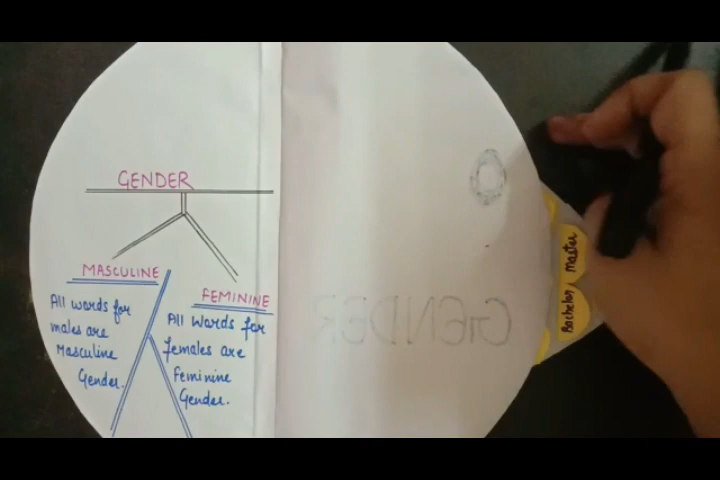 GENDER
MASCULINE
All words for
males are
Masculine
Gender.
FEMININE
All words for
females are
Feminine
Gender.
GENDER
Master
Bachelor